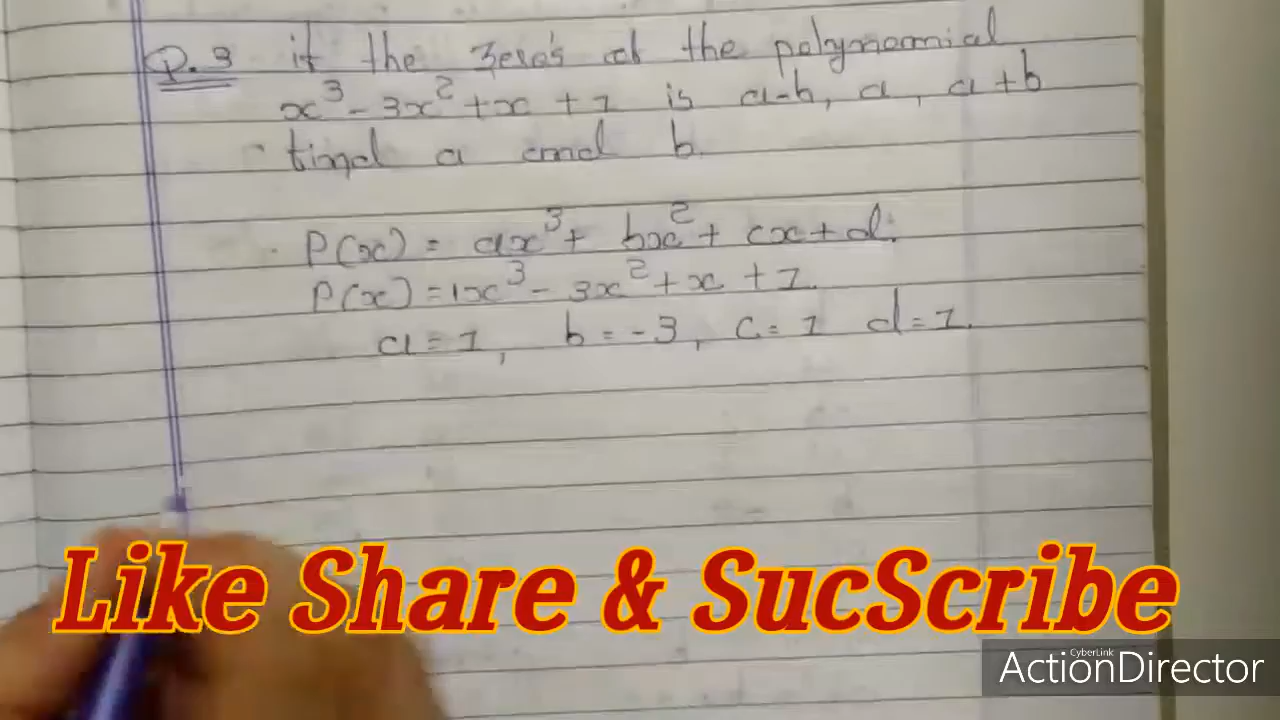 Q.3 if the zero's of the polynomial
x³ - 3x² + x + 1 is a-b, a, a+b
find a and b.
P(x) = ax³ + bx² + cx + d.
P(x) = 1x³ - 3x² + x + 1.
a = 1, b = -3, c = 1 d = 1.
Like Share & SucScribe
CyberLink
ActionDirector